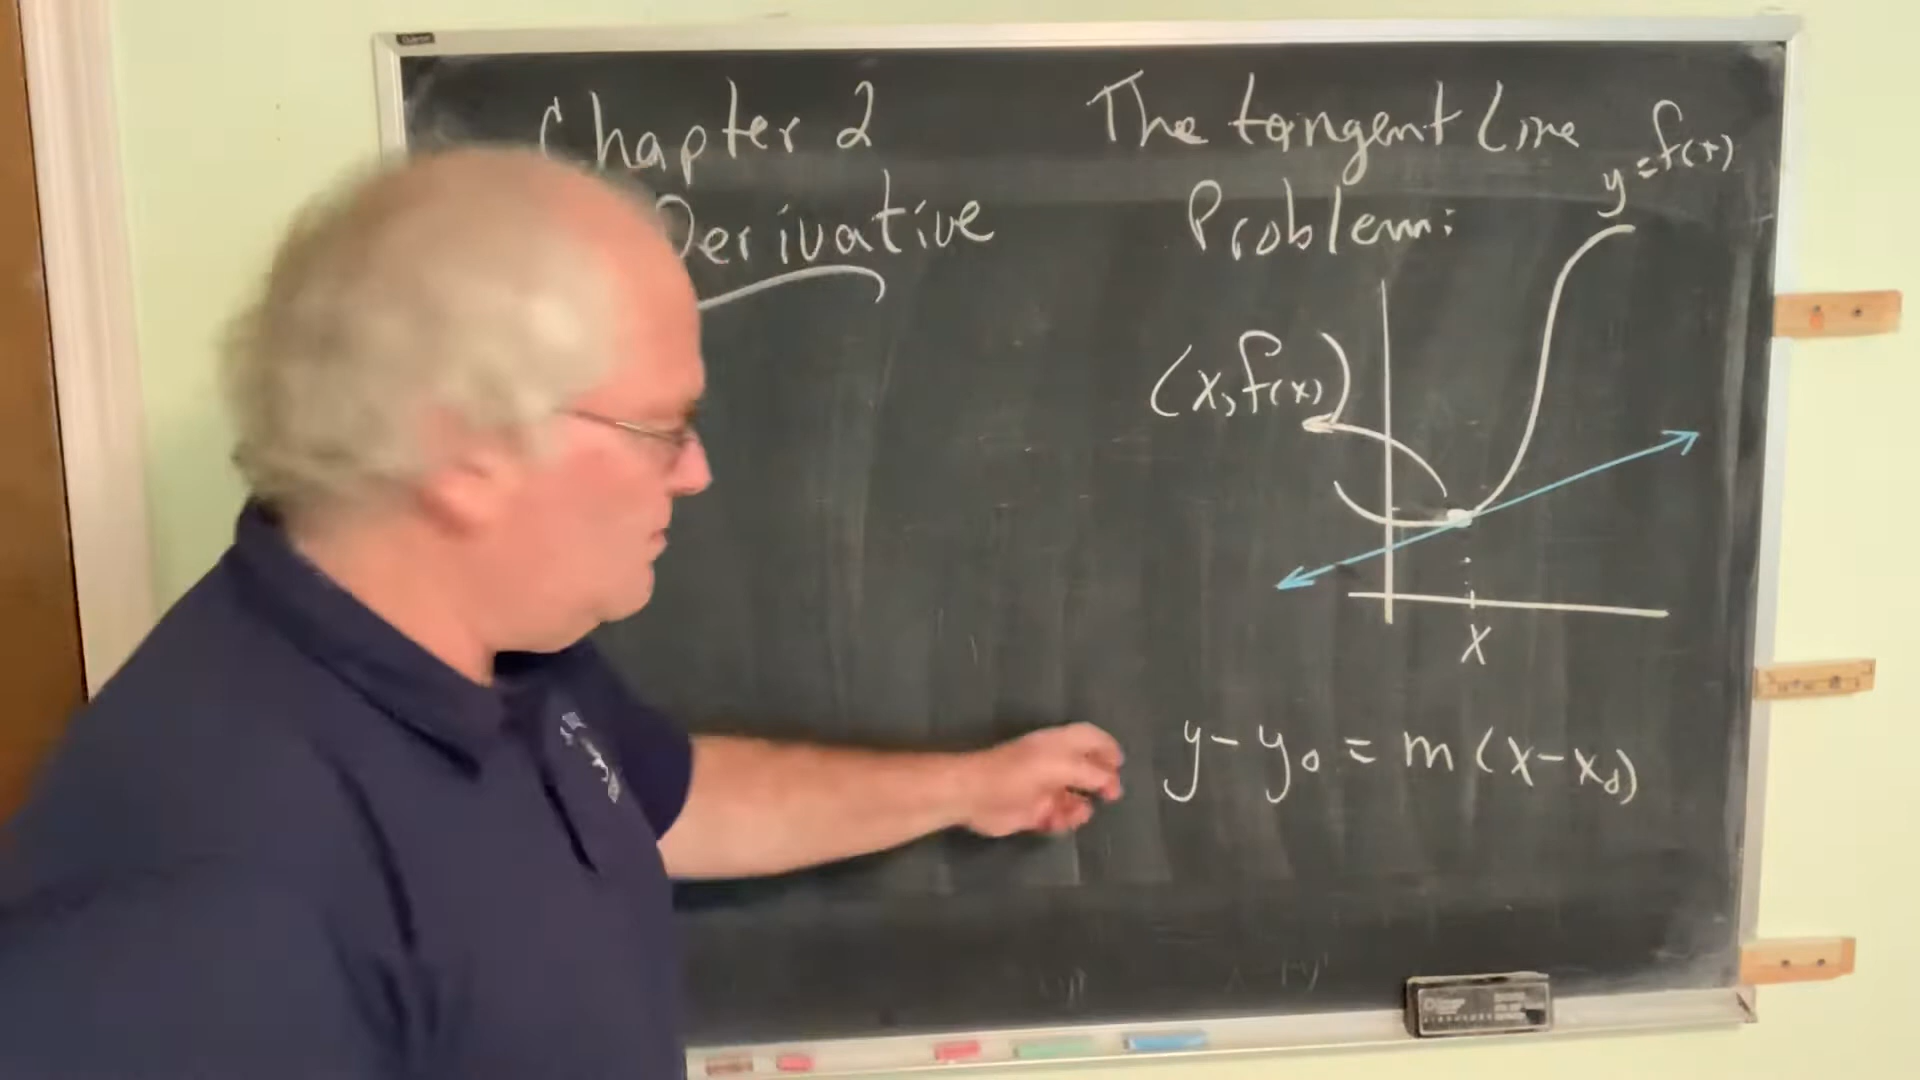 Chapter 2
Derivative
The tangent Line
Problem:
y=f(x)
(x,f(x))
x
y-y₀ = m(x-x₀)